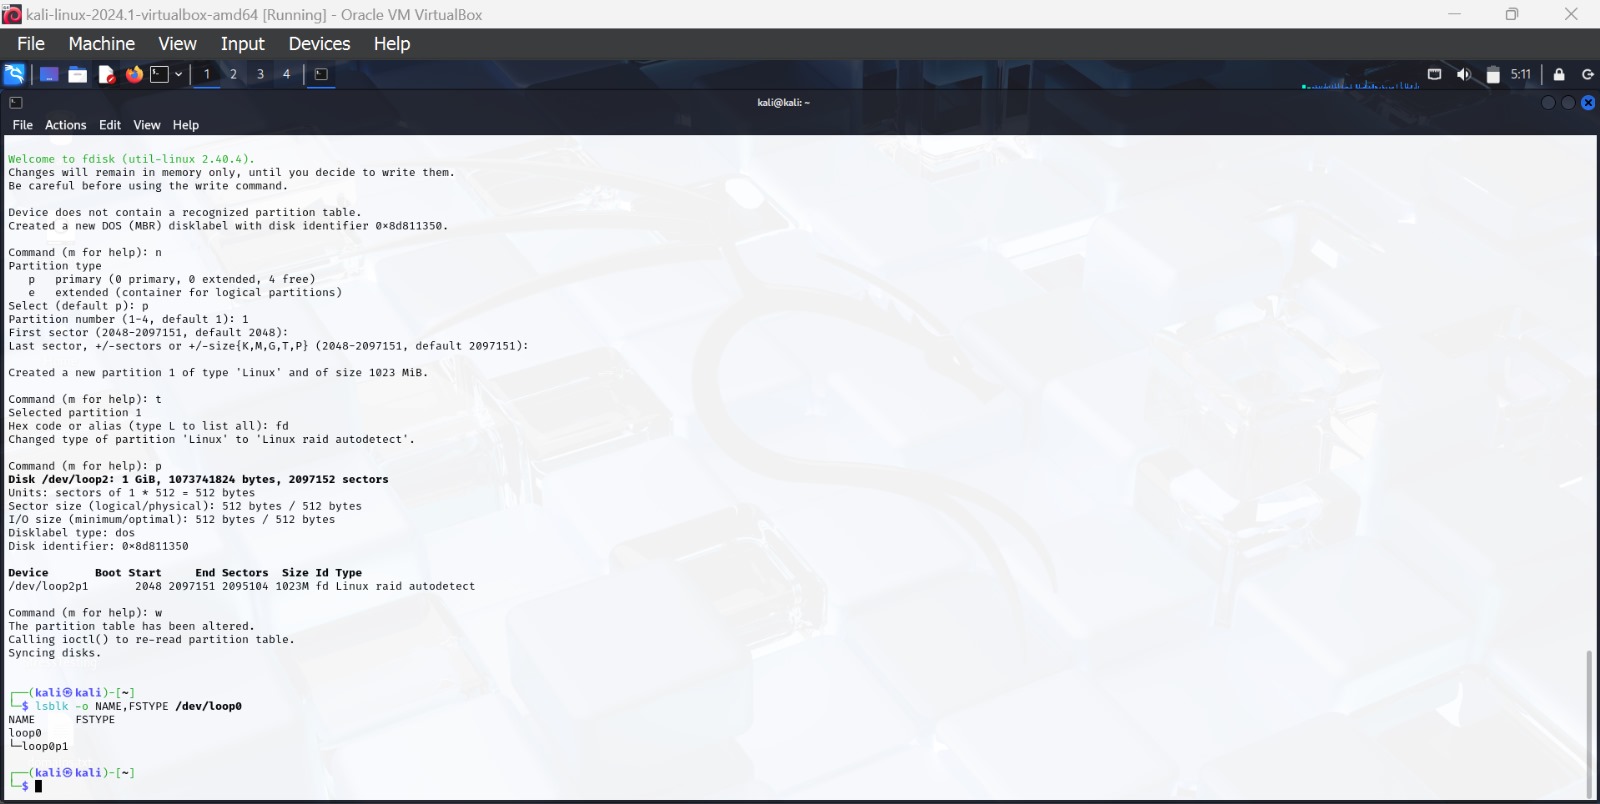 kali-linux-2024.1-virtualbox-amd64 [Running] - Oracle VM VirtualBox
File Machine View Input Devices Help
1 2 3 4 5:11
kali@kali: ~
File Actions Edit View Help
Welcome to fdisk (util-linux 2.40.4).
Changes will remain in memory only, until you decide to write them.
Be careful before using the write command.
Device does not contain a recognized partition table.
Created a new DOS (MBR) disklabel with disk identifier 0×8d811350.
Command (m for help): n
Partition type
   p   primary (0 primary, 0 extended, 4 free)
   e   extended (container for logical partitions)
Select (default p): p
Partition number (1-4, default 1): 1
First sector (2048-2097151, default 2048):
Last sector, +/-sectors or +/-size{K,M,G,T,P} (2048-2097151, default 2097151):
Created a new partition 1 of type 'Linux' and of size 1023 MiB.
Command (m for help): t
Selected partition 1
Hex code or alias (type L to list all): fd
Changed type of partition 'Linux' to 'Linux raid autodetect'.
Command (m for help): p
Disk /dev/loop2: 1 GiB, 1073741824 bytes, 2097152 sectors
Units: sectors of 1 * 512 = 512 bytes
Sector size (logical/physical): 512 bytes / 512 bytes
I/O size (minimum/optimal): 512 bytes / 512 bytes
Disklabel type: dos
Disk identifier: 0×8d811350
Device       Boot Start     End Sectors  Size Id Type
/dev/loop2p1       2048 2097151 2095104 1023M fd Linux raid autodetect
Command (m for help): w
The partition table has been altered.
Calling ioctl() to re-read partition table.
Syncing disks.
┌──(kali㉿kali)-[~]
└─$ lsblk -o NAME,FSTYPE /dev/loop0
NAME      FSTYPE
loop0
└─loop0p1
┌──(kali㉿kali)-[~]
└─$